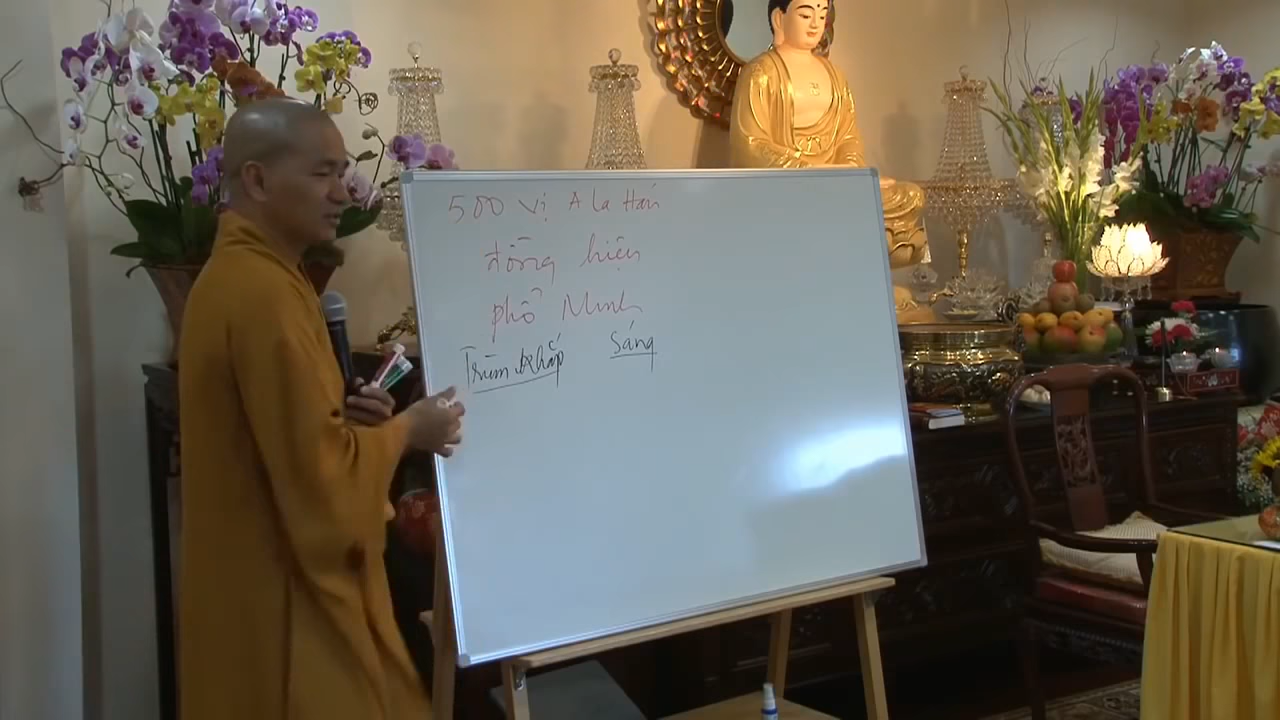 500 vị A La Hán
đồng hiệu
phổ Minh
Trùm khắp Sáng